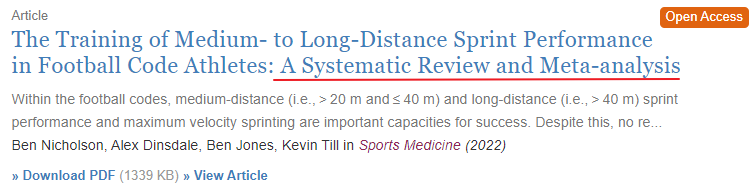 Article
Open Access
The Training of Medium- to Long-Distance Sprint Performance
in Football Code Athletes: A Systematic Review and Meta-analysis
Within the football codes, medium-distance (i.e., > 20 m and ≤ 40 m) and long-distance (i.e., > 40 m) sprint
performance and maximum velocity sprinting are important capacities for success. Despite this, no re...
Ben Nicholson, Alex Dinsdale, Ben Jones, Kevin Till in Sports Medicine (2022)
» Download PDF (1339 KB) » View Article